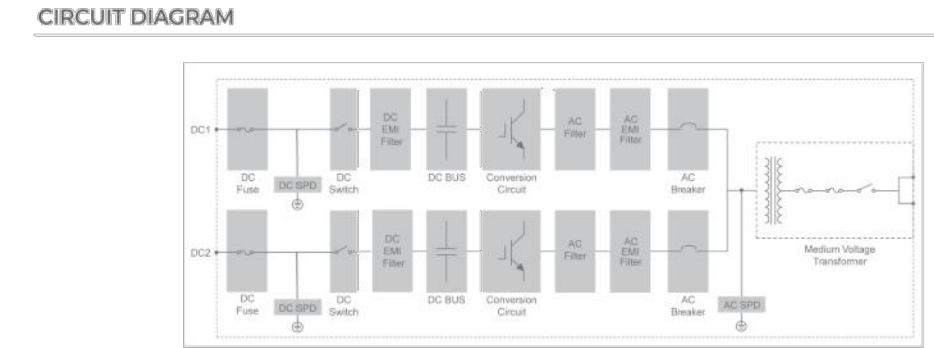 CIRCUIT DIAGRAM
DC1
DC
Fuse
DC SPD
DC
Switch
DC
EMI
Filter
DC BUS
Conversion
Circuit
AC
Filter
AC
EMI
Filter
AC
Breaker
Medium Voltage
Transformer
DC2
DC
Fuse
DC SPD
DC
Switch
DC
EMI
Filter
DC BUS
Conversion
Circuit
AC
Filter
AC
EMI
Filter
AC
Breaker
AC SPD